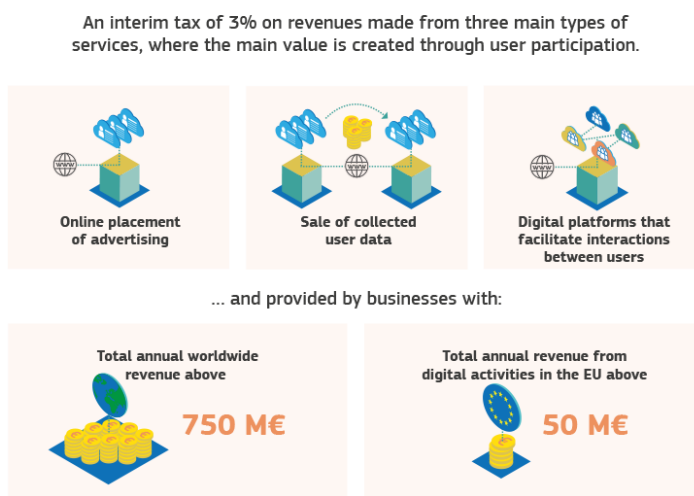 An interim tax of 3% on revenues made from three main types of
services, where the main value is created through user participation.
www
www
www
Online placement
of advertising
Sale of collected
user data
Digital platforms that
facilitate interactions
between users
... and provided by businesses with:
Total annual worldwide
revenue above
750 M€
Total annual revenue from
digital activities in the EU above
50 M€